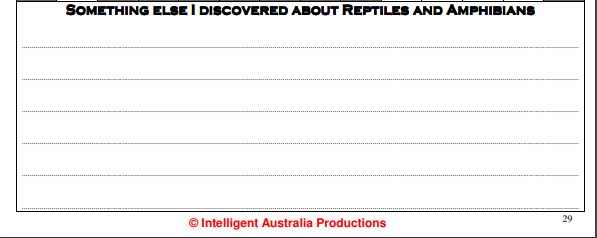 Something else I discovered about Reptiles and Amphibians
© Intelligent Australia Productions
29